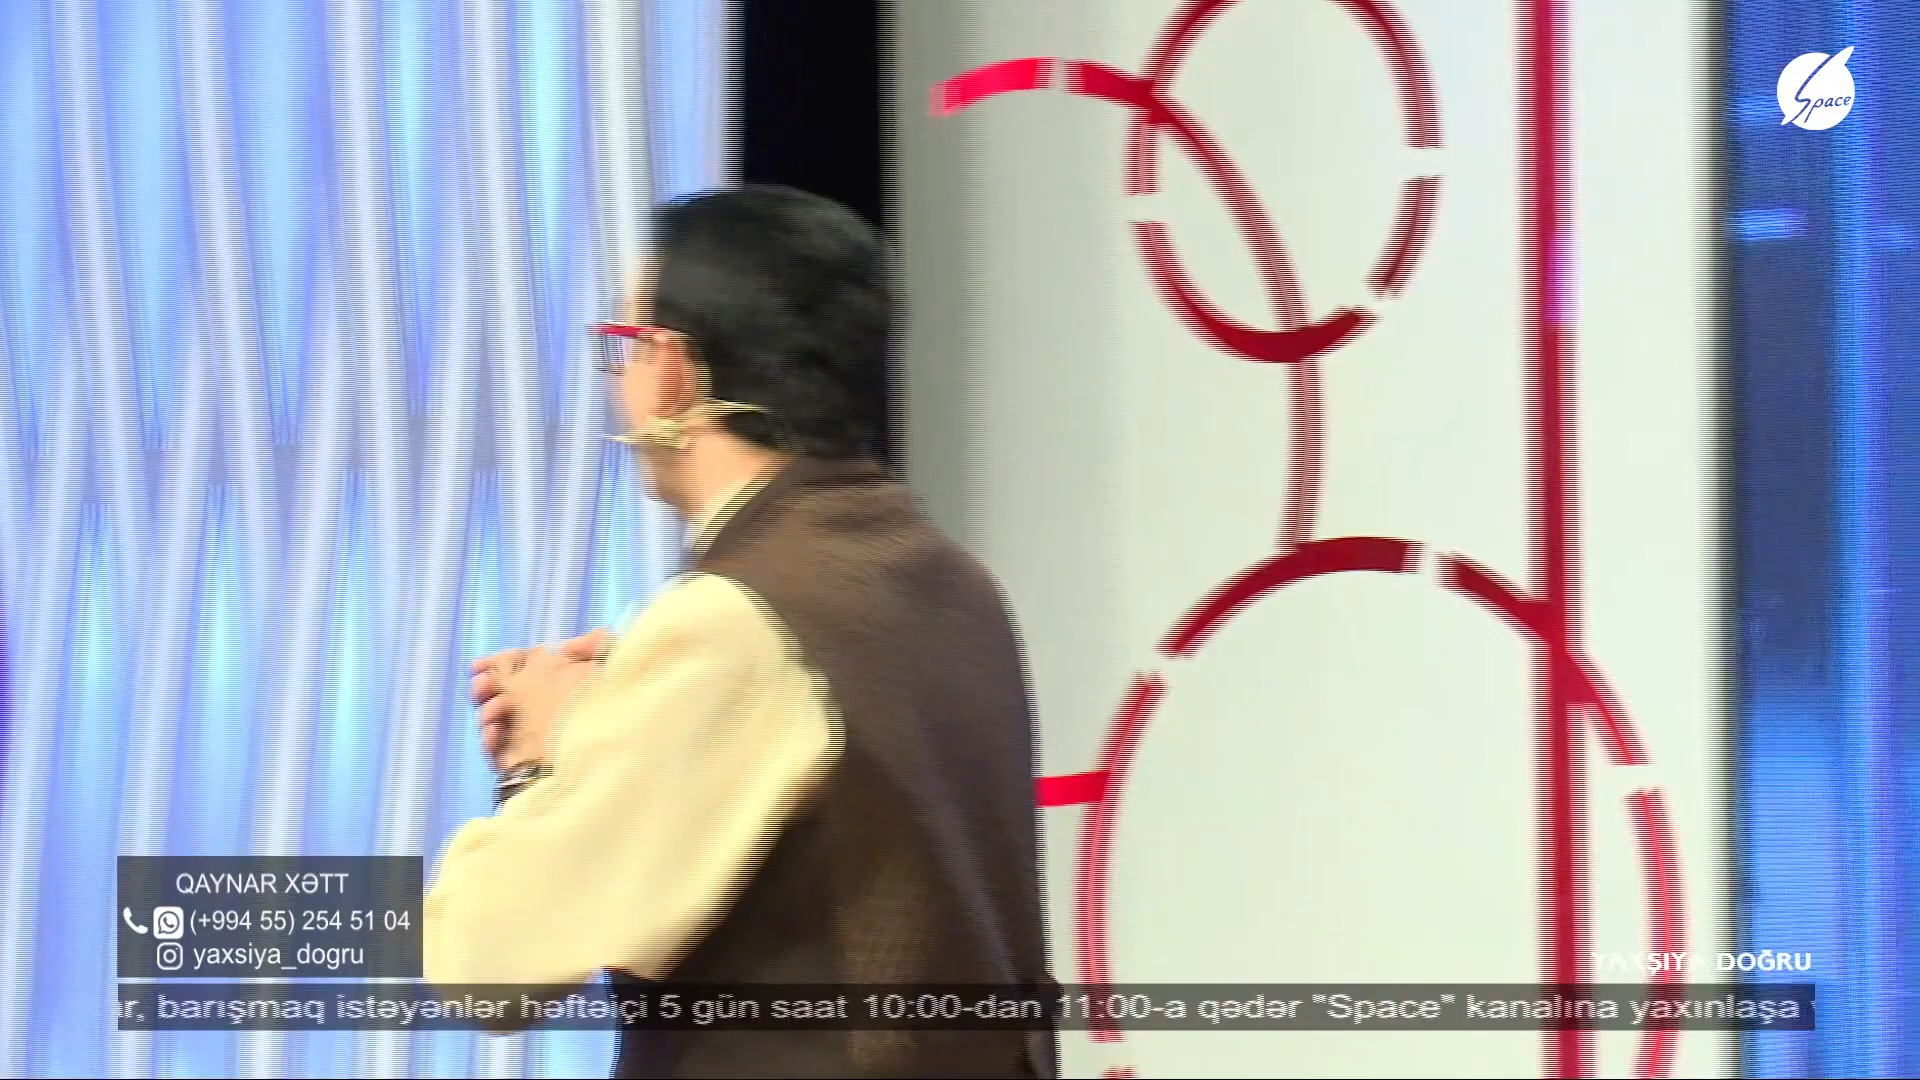 Space
QAYNAR XƏTT
(+994 55) 254 51 04
yaxsiya_dogru
YAXŞIYA DOĞRU
barışmaq istəyənlər həftəiçi 5 gün saat 10:00-dan 11:00-a qədər "Space" kanalına yaxınlaşa